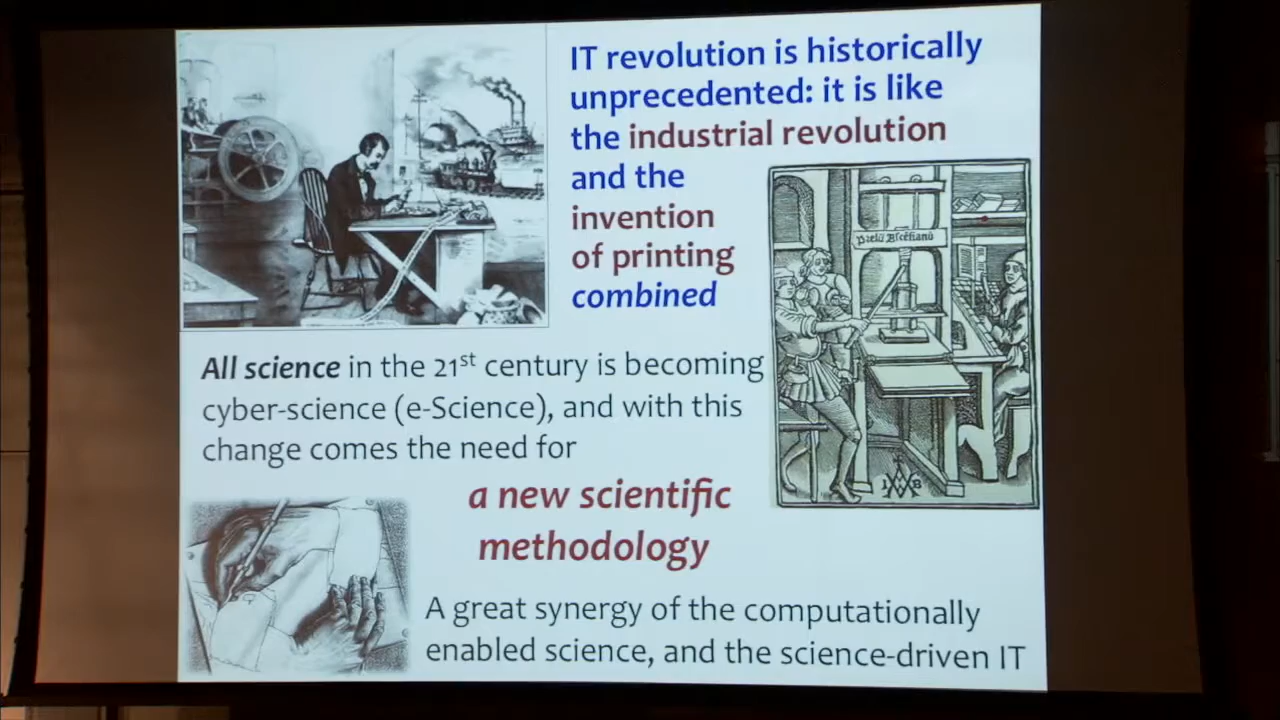 IT revolution is historically
unprecedented: it is like
the industrial revolution
and the
invention
of printing
combined
All science in the 21st century is becoming
cyber-science (e-Science), and with this
change comes the need for
a new scientific
methodology
A great synergy of the computationally
enabled science, and the science-driven IT